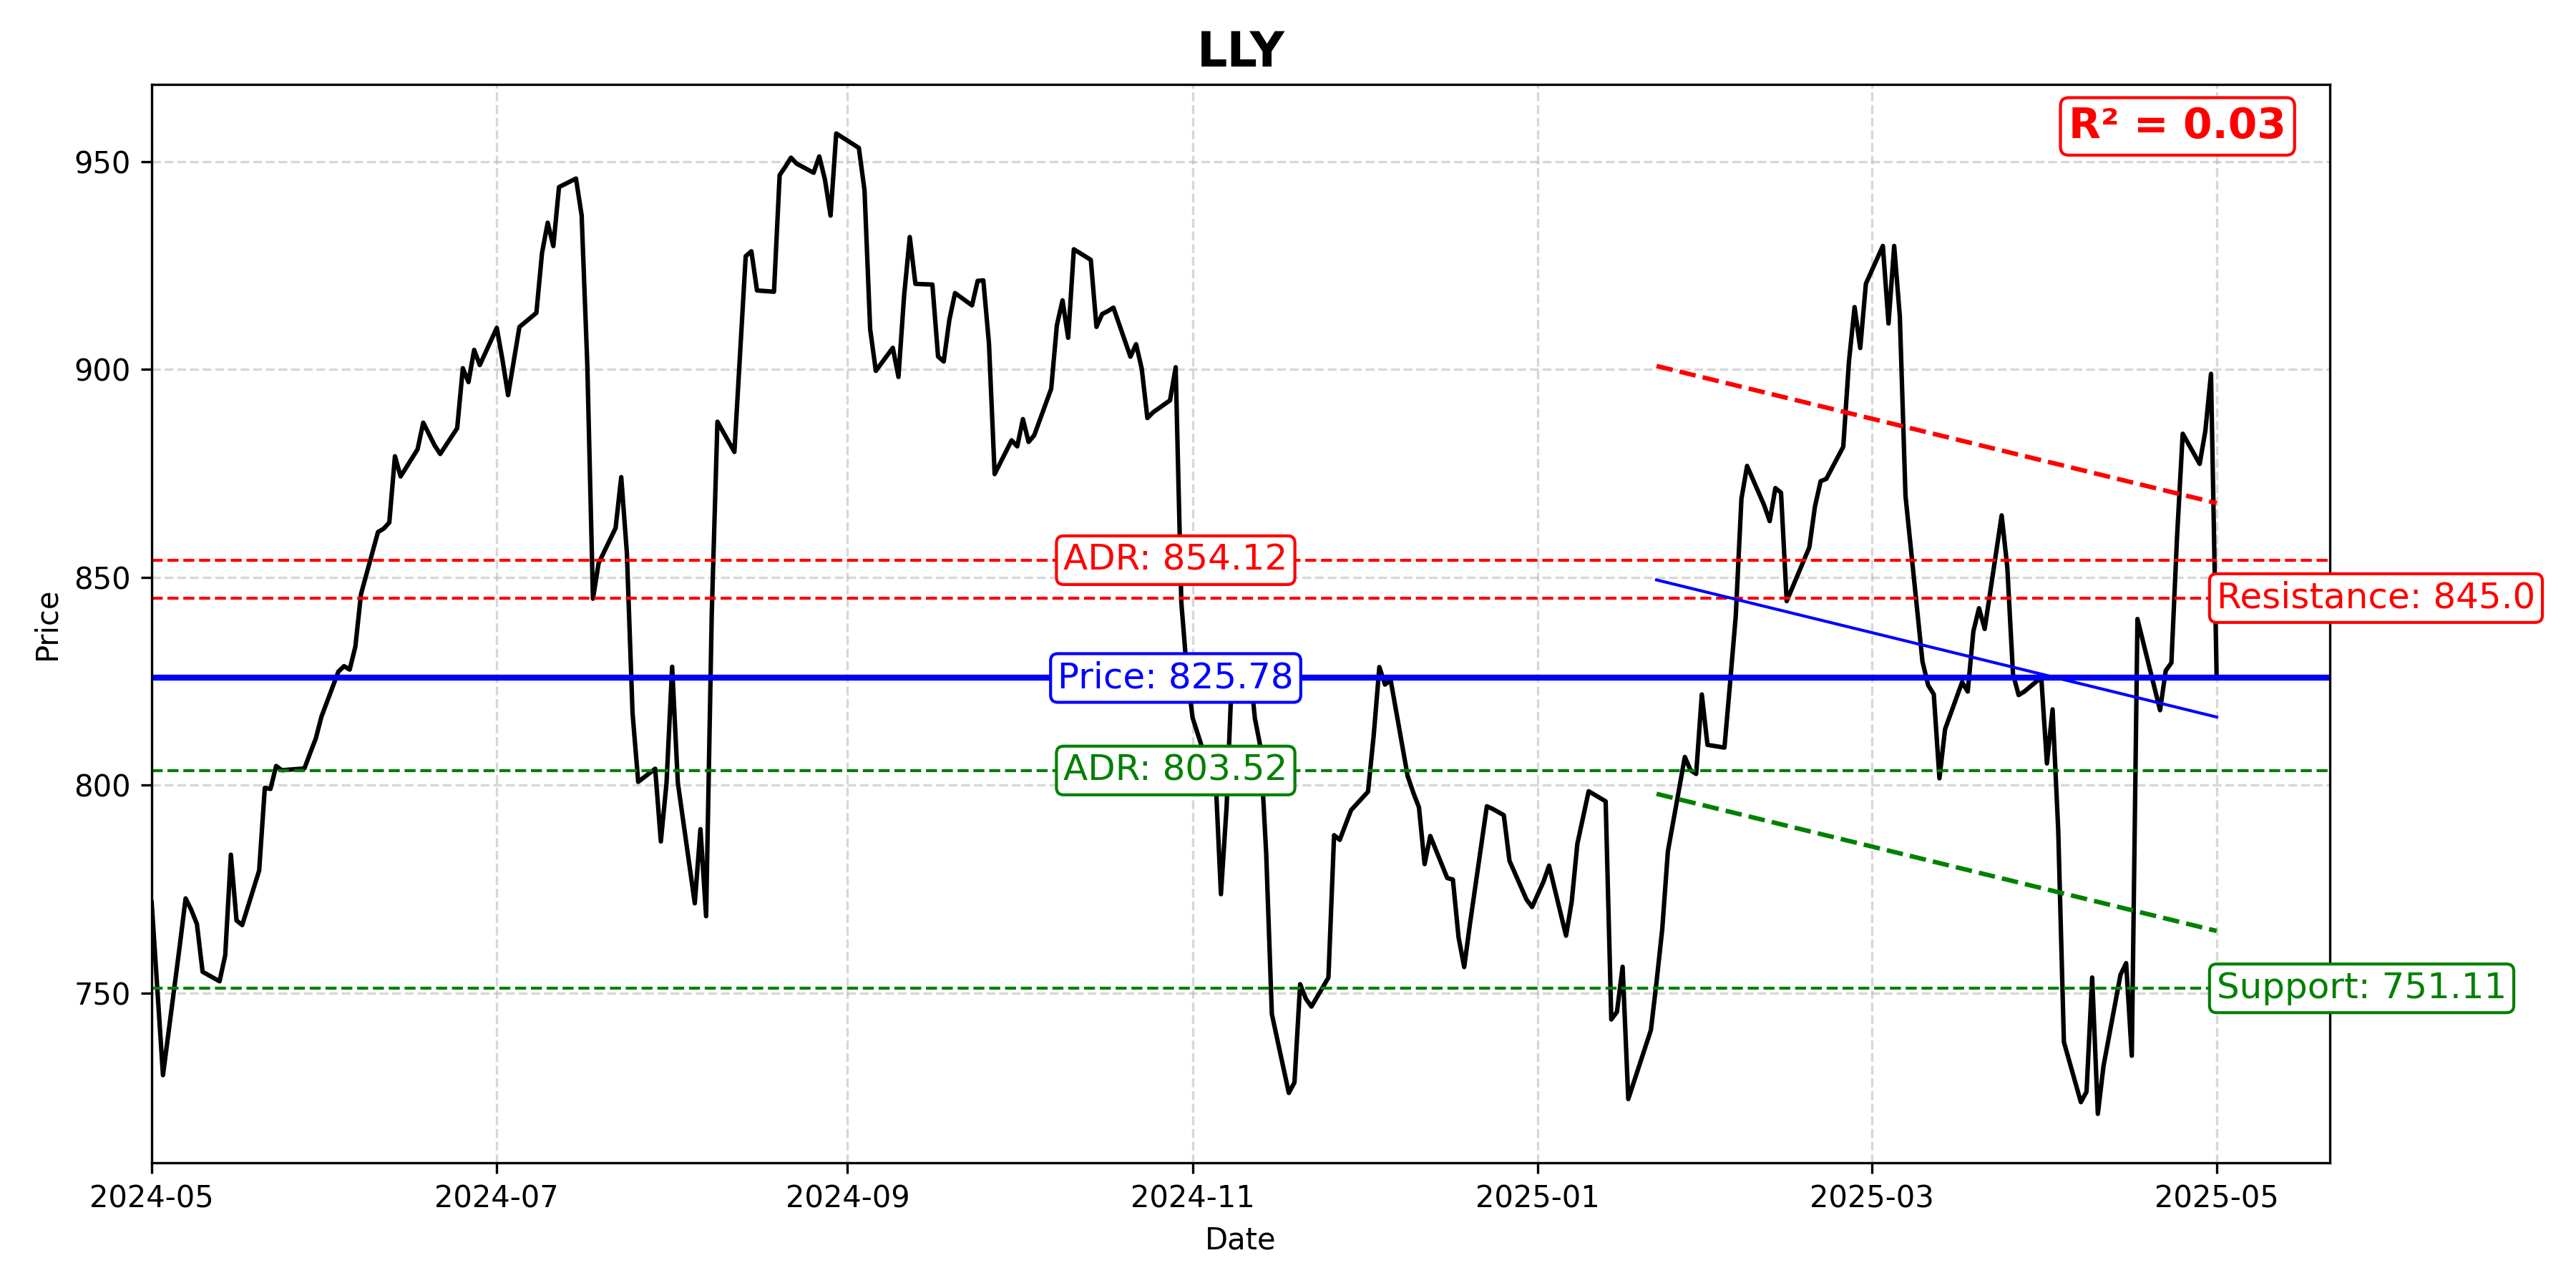 LLY
R² = 0.03
950
900
850
800
750
Price
ADR: 854.12
Resistance: 845.0
Price: 825.78
ADR: 803.52
Support: 751.11
2024-05
2024-07
2024-09
2024-11
2025-01
2025-03
2025-05
Date